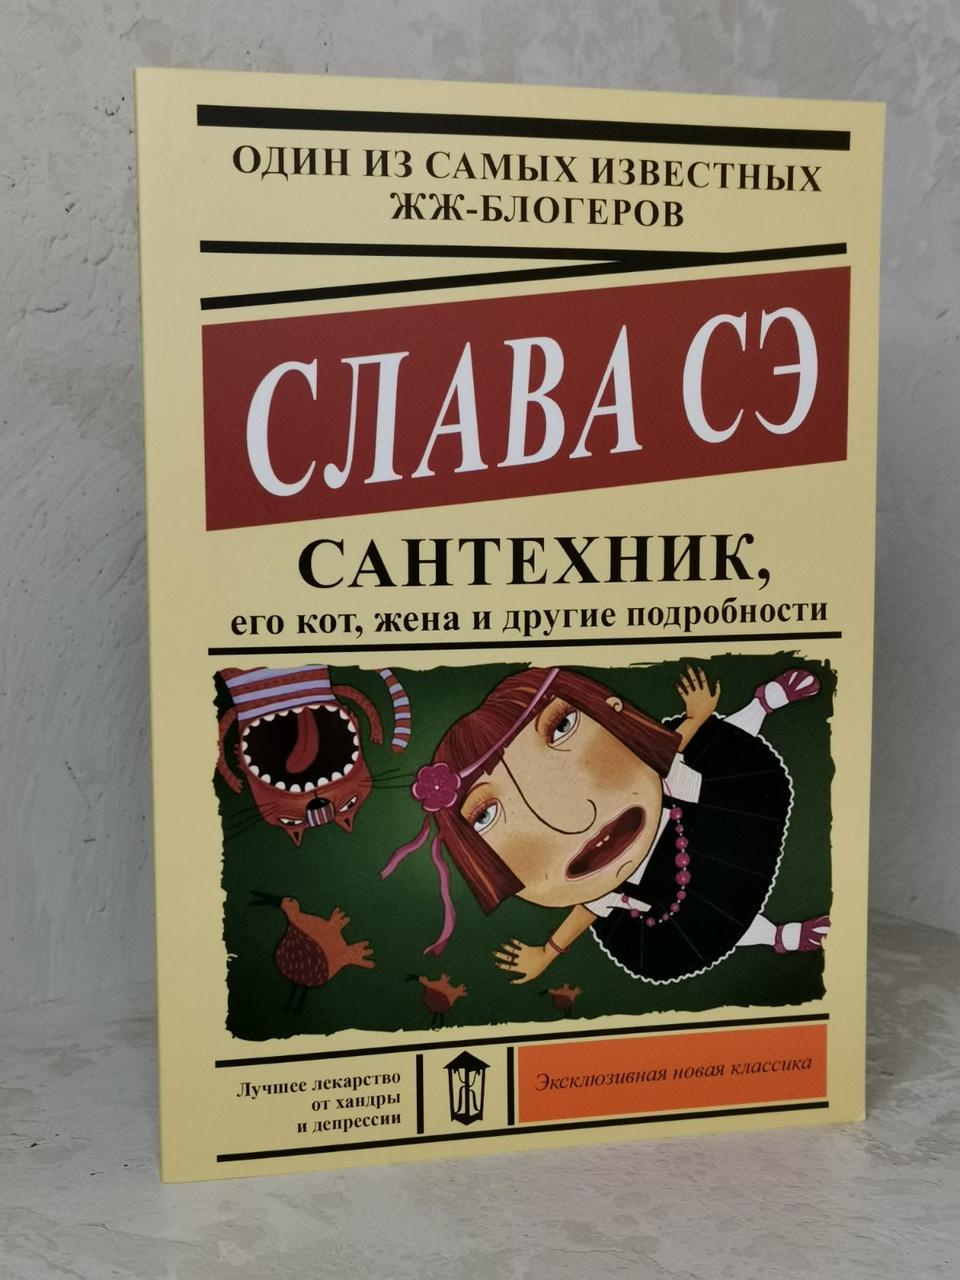 ОДИН ИЗ САМЫХ ИЗВЕСТНЫХ
ЖЖ-БЛОГЕРОВ
СЛАВА СЭ
САНТЕХНИК,
его кот, жена и другие подробности
Лучшее лекарство
от хандры
и депрессии
Эксклюзивная новая классика